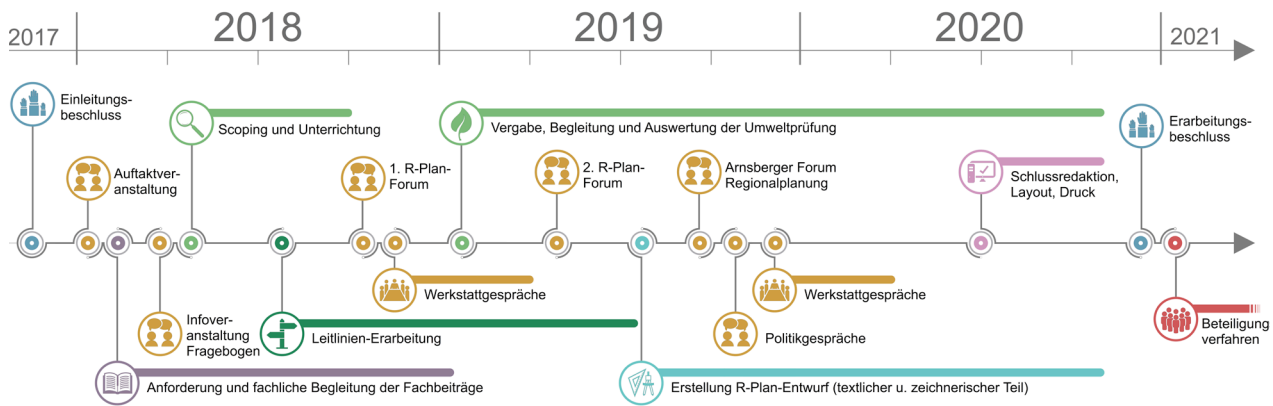 2017
2018
2019
2020
2021
Einleitungs-
beschluss
Scoping und Unterrichtung
Vergabe, Begleitung und Auswertung der Umweltprüfung
Erarbeitungs-
beschluss
Auftaktver-
anstaltung
1. R-Plan-
Forum
2. R-Plan-
Forum
Arnsberger Forum
Regionalplanung
Schlussredaktion,
Layout, Druck
Werkstattgespräche
Werkstattgespräche
Infover-
anstaltung
Fragebogen
Leitlinien-Erarbeitung
Politikgespräche
Beteiligung
verfahren
Anforderung und fachliche Begleitung der Fachbeiträge
Erstellung R-Plan-Entwurf (textlicher u. zeichnerischer Teil)